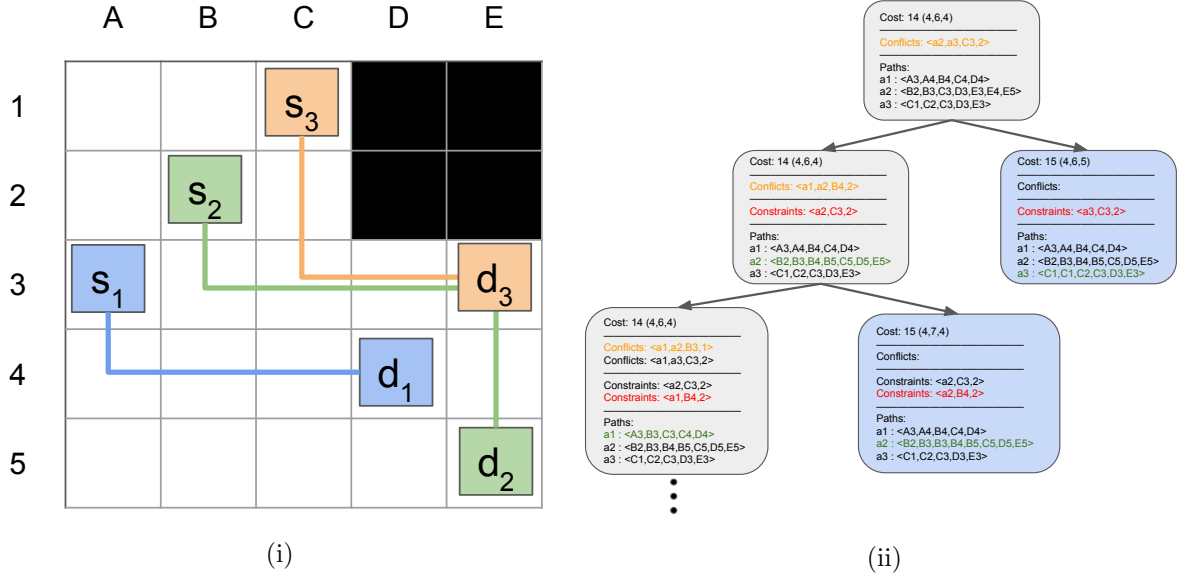 A B C D E
1
s3
2
s2
3
s1
d3
4
d1
5
d2
(i)
Cost: 14 (4,6,4)
Conflicts: <a2,a3,C3,2>
Paths:
a1 : <A3,A4,B4,C4,D4>
a2 : <B2,B3,C3,D3,E3,E4,E5>
a3 : <C1,C2,C3,D3,E3>
Cost: 14 (4,6,4)
Conflicts: <a1,a2,B4,2>
Constraints: <a2,C3,2>
Paths:
a1 : <A3,A4,B4,C4,D4>
a2 : <B2,B3,B4,B5,C5,D5,E5>
a3 : <C1,C2,C3,D3,E3>
Cost: 15 (4,6,5)
Conflicts:
Constraints: <a3,C3,2>
Paths:
a1 : <A3,A4,B4,C4,D4>
a2 : <B2,B3,B4,B5,C5,D5,E5>
a3 : <C1,C1,C2,C3,D3,E3>
Cost: 14 (4,6,4)
Conflicts: <a1,a2,B3,1>
Conflicts: <a1,a3,C3,2>
Constraints: <a2,C3,2>
Constraints: <a1,B4,2>
Paths:
a1 : <A3,B3,C3,C4,D4>
a2 : <B2,B3,B4,B5,C5,D5,E5>
a3 : <C1,C2,C3,D3,E3>
Cost: 15 (4,7,4)
Conflicts:
Constraints: <a2,C3,2>
Constraints: <a2,B4,2>
Paths:
a1 : <A3,A4,B4,C4,D4>
a2 : <B2,B3,B3,B4,B5,C5,D5,E5>
a3 : <C1,C2,C3,D3,E3>
(ii)